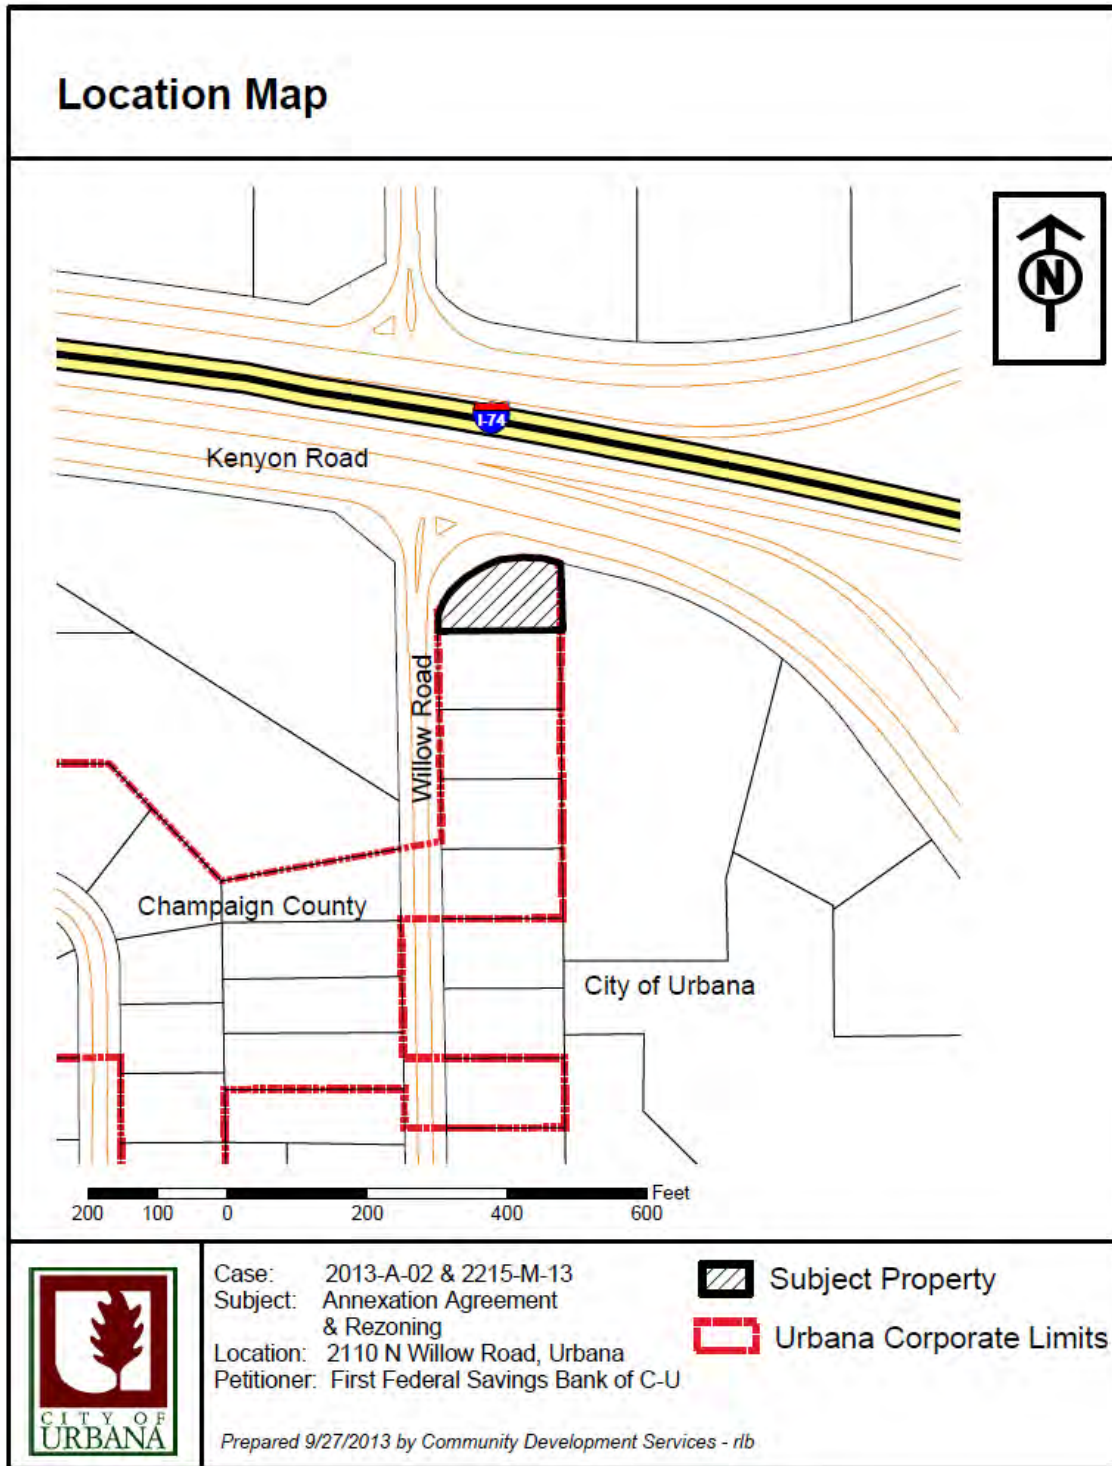 Location Map
N
I-74
Kenyon Road
Willow Road
Champaign County
City of Urbana
Feet
200 100 0 200 400 600
CITY OF
URBANA
Case: 2013-A-02 & 2215-M-13
Subject: Annexation Agreement
& Rezoning
Location: 2110 N Willow Road, Urbana
Petitioner: First Federal Savings Bank of C-U
Prepared 9/27/2013 by Community Development Services - rlb
Subject Property
Urbana Corporate Limits